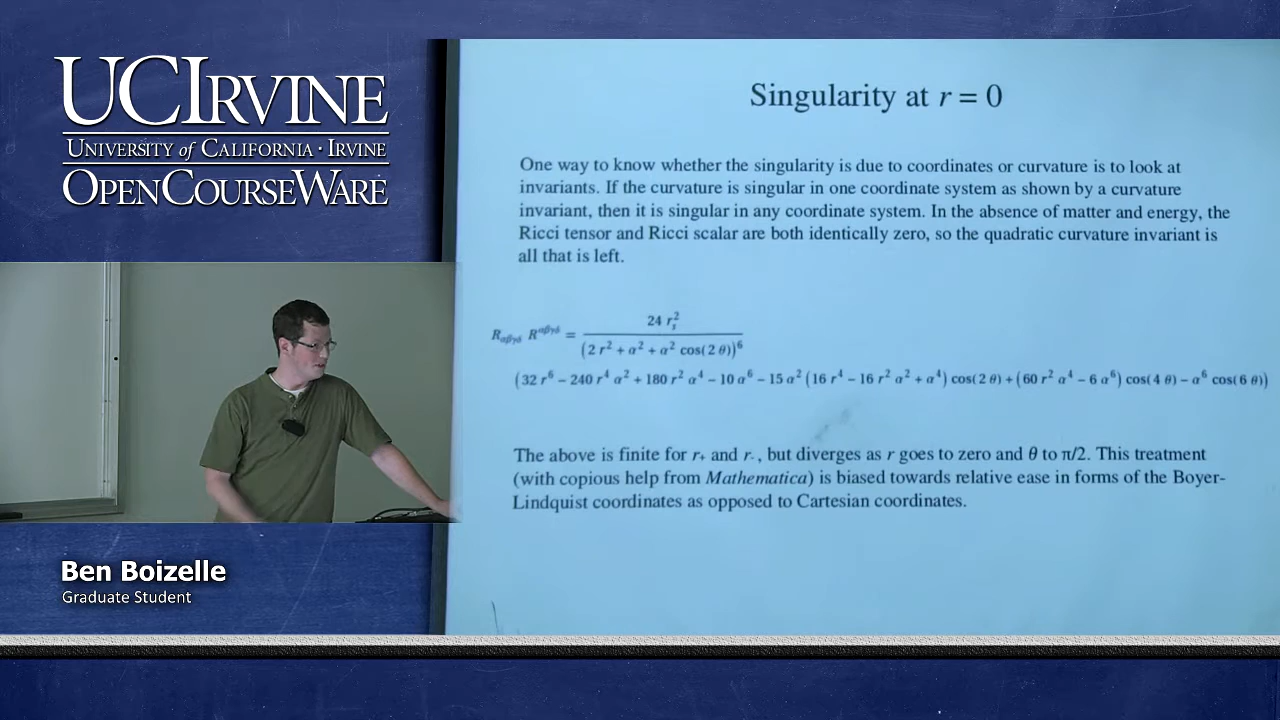 UCIRVINE
UNIVERSITY of CALIFORNIA · IRVINE
OPENCOURSEWARE
Singularity at r = 0
One way to know whether the singularity is due to coordinates or curvature is to look at
invariants. If the curvature is singular in one coordinate system as shown by a curvature
invariant, then it is singular in any coordinate system. In the absence of matter and energy, the
Ricci tensor and Ricci scalar are both identically zero, so the quadratic curvature invariant is
all that is left.
R_{αβγδ} R^{αβγδ} = 24 r_s^2 / (2 r^2 + α^2 + α^2 cos(2 θ))^6
(32 r^6 − 240 r^4 α^2 + 180 r^2 α^4 − 10 α^6 − 15 α^2 (16 r^4 − 16 r^2 α^2 + α^4) cos(2 θ) + (60 r^2 α^4 − 6 α^6) cos(4 θ) − α^6 cos(6 θ))
The above is finite for r₊ and r₋, but diverges as r goes to zero and θ to π/2. This treatment
(with copious help from Mathematica) is biased towards relative ease in forms of the Boyer-
Lindquist coordinates as opposed to Cartesian coordinates.
Ben Boizelle
Graduate Student